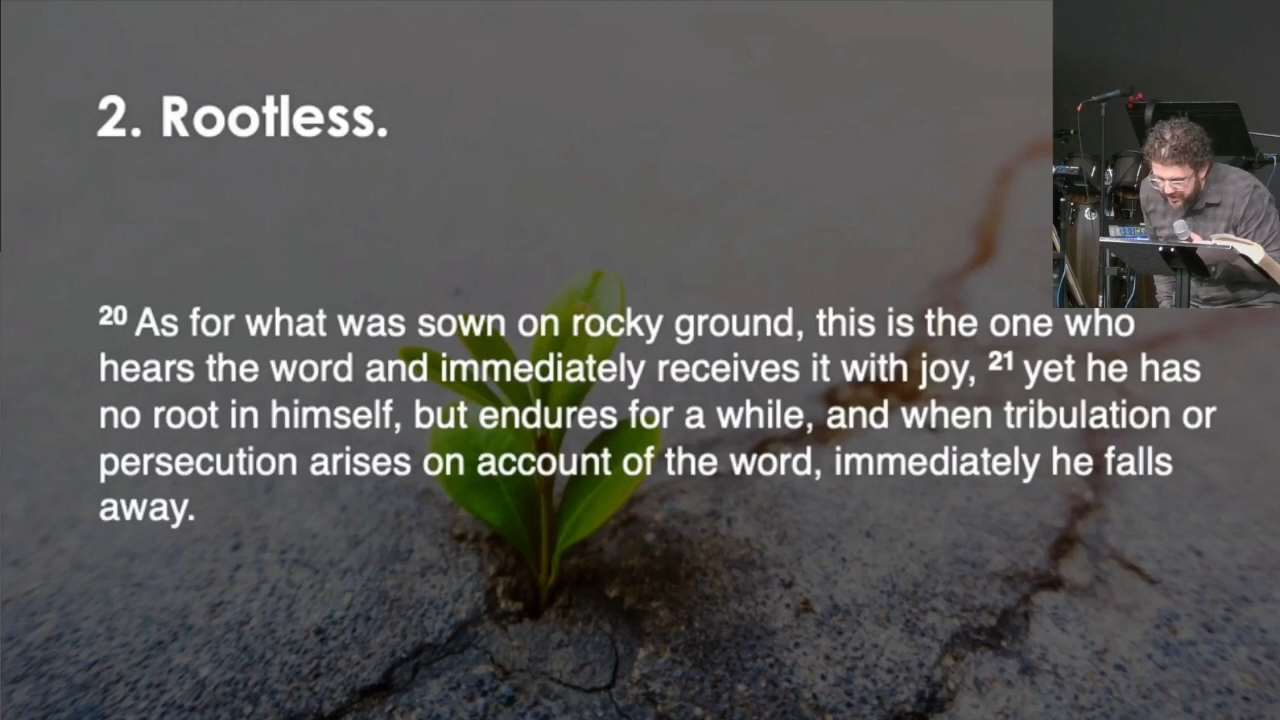 2. Rootless.
20 As for what was sown on rocky ground, this is the one who
hears the word and immediately receives it with joy, 21 yet he has
no root in himself, but endures for a while, and when tribulation or
persecution arises on account of the word, immediately he falls
away.